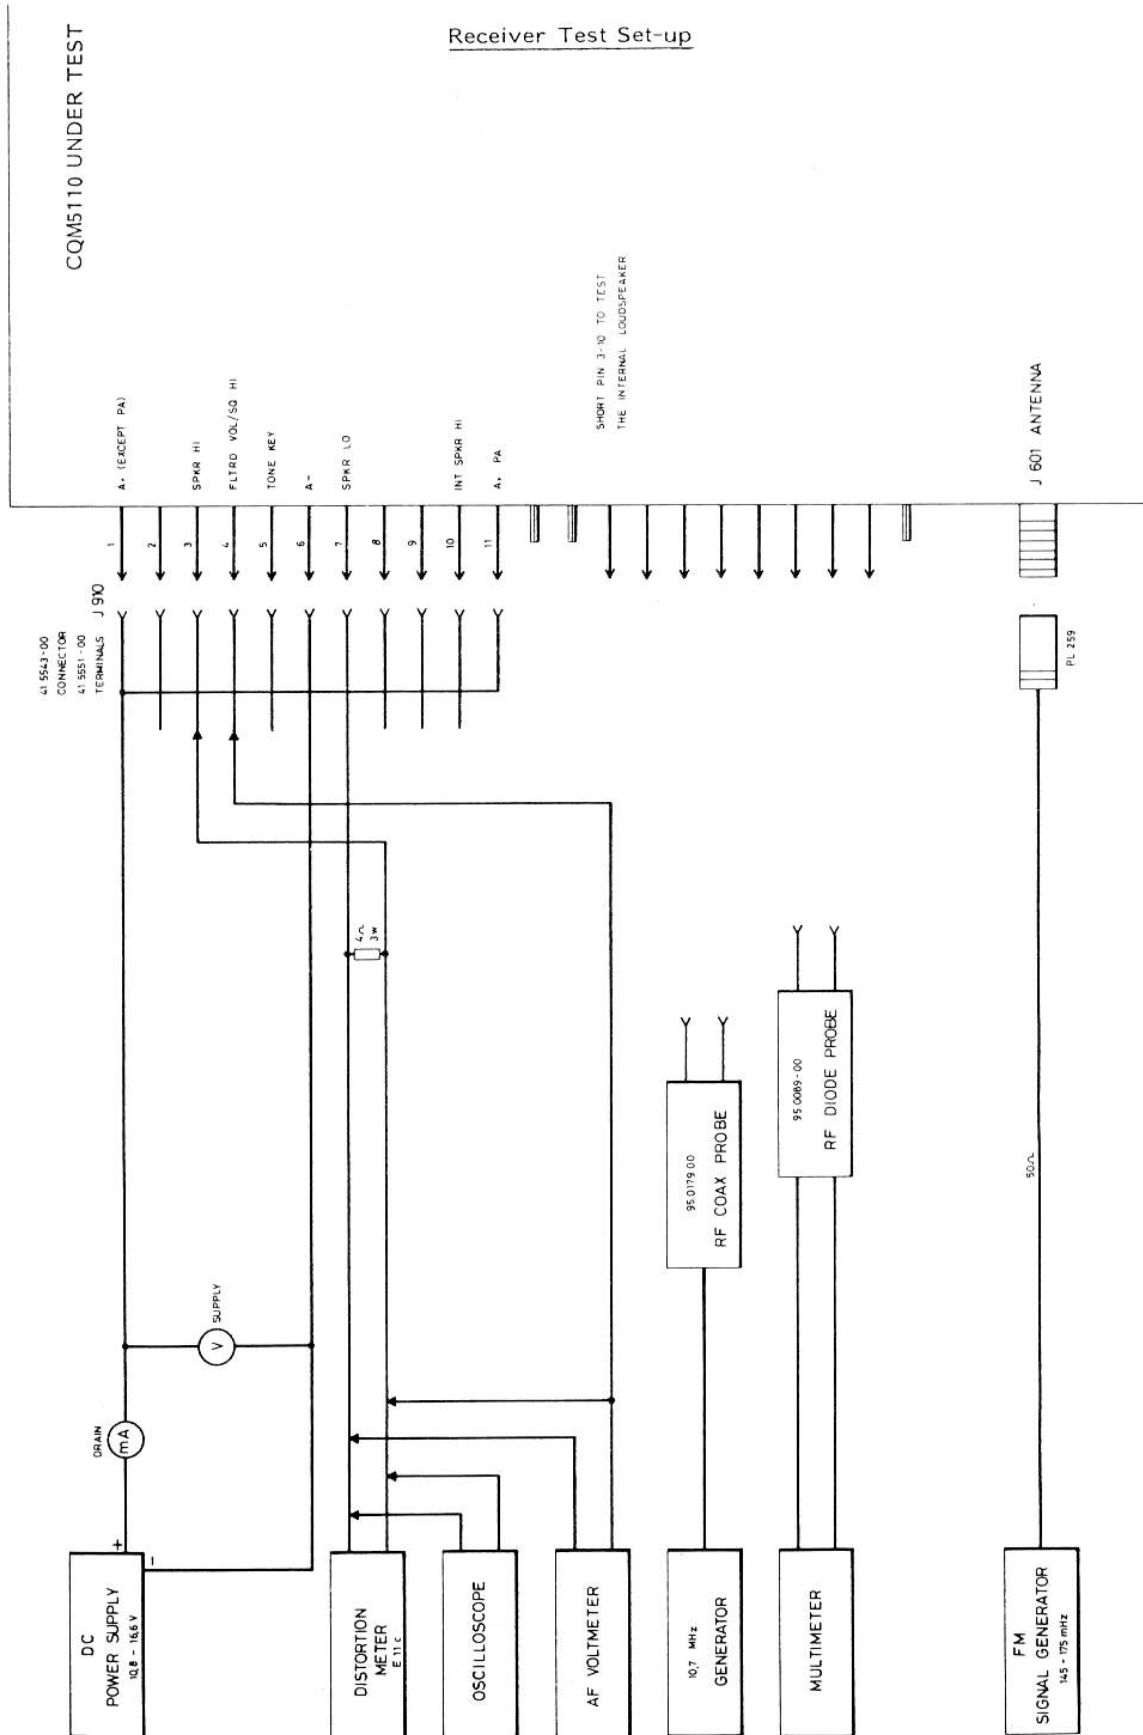 Receiver Test Set-up
CQM5110 UNDER TEST
A+ (EXCEPT PA)
SPKR HI
FLTRD VOL/SQ HI
TONE KEY
A-
SPKR LO
INT SPKR HI
A+ PA
SHORT PIN 3-10 TO TEST
THE INTERNAL LOUDSPEAKER
J 601 ANTENNA
1
2
3
4
5
6
7
8
9
10
11
41 5543-00
CONNECTOR
41 5551-00
TERMINALS
J 910
PL 259
4Ω
3W
95 0179 00
RF COAX PROBE
95 0089-00
RF DIODE PROBE
50Ω
SUPPLY
V
DRAIN
mA
+
-
DC
POWER SUPPLY
10,8 - 16,6 V
DISTORTION
METER
E 11 c
OSCILLOSCOPE
AF VOLTMETER
10,7 MHz
GENERATOR
MULTIMETER
FM
SIGNAL GENERATOR
145 - 175 mHz